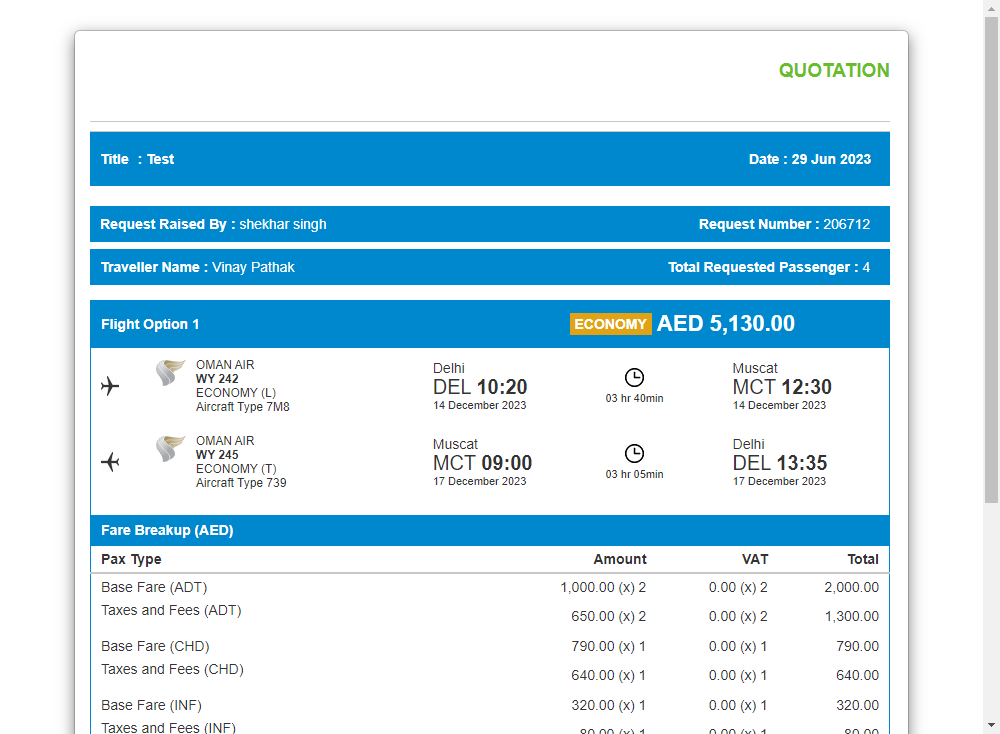 QUOTATION
Title : Test Date : 29 Jun 2023
Request Raised By : shekhar singh Request Number : 206712
Traveller Name : Vinay Pathak Total Requested Passenger : 4
Flight Option 1 ECONOMY AED 5,130.00
OMAN AIR
WY 242
ECONOMY (L)
Aircraft Type 7M8
Delhi
DEL 10:20
14 December 2023
03 hr 40min
Muscat
MCT 12:30
14 December 2023
OMAN AIR
WY 245
ECONOMY (T)
Aircraft Type 739
Muscat
MCT 09:00
17 December 2023
03 hr 05min
Delhi
DEL 13:35
17 December 2023
Fare Breakup (AED)
Pax Type Amount VAT Total
Base Fare (ADT) 1,000.00 (x) 2 0.00 (x) 2 2,000.00
Taxes and Fees (ADT) 650.00 (x) 2 0.00 (x) 2 1,300.00
Base Fare (CHD) 790.00 (x) 1 0.00 (x) 1 790.00
Taxes and Fees (CHD) 640.00 (x) 1 0.00 (x) 1 640.00
Base Fare (INF) 320.00 (x) 1 0.00 (x) 1 320.00
Taxes and Fees (INF) 80.00 (x) 1 0.00 (x) 1 80.00